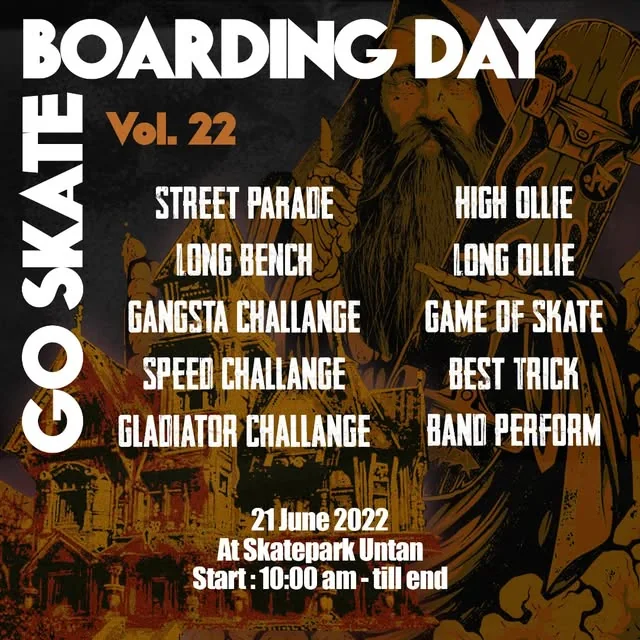 GO SKATE
BOARDING DAY
Vol. 22
STREET PARADE
LONG BENCH
GANGSTA CHALLANGE
SPEED CHALLANGE
GLADIATOR CHALLANGE
HIGH OLLIE
LONG OLLIE
GAME OF SKATE
BEST TRICK
BAND PERFORM
21 June 2022
At Skatepark Untan
Start : 10:00 am - till end